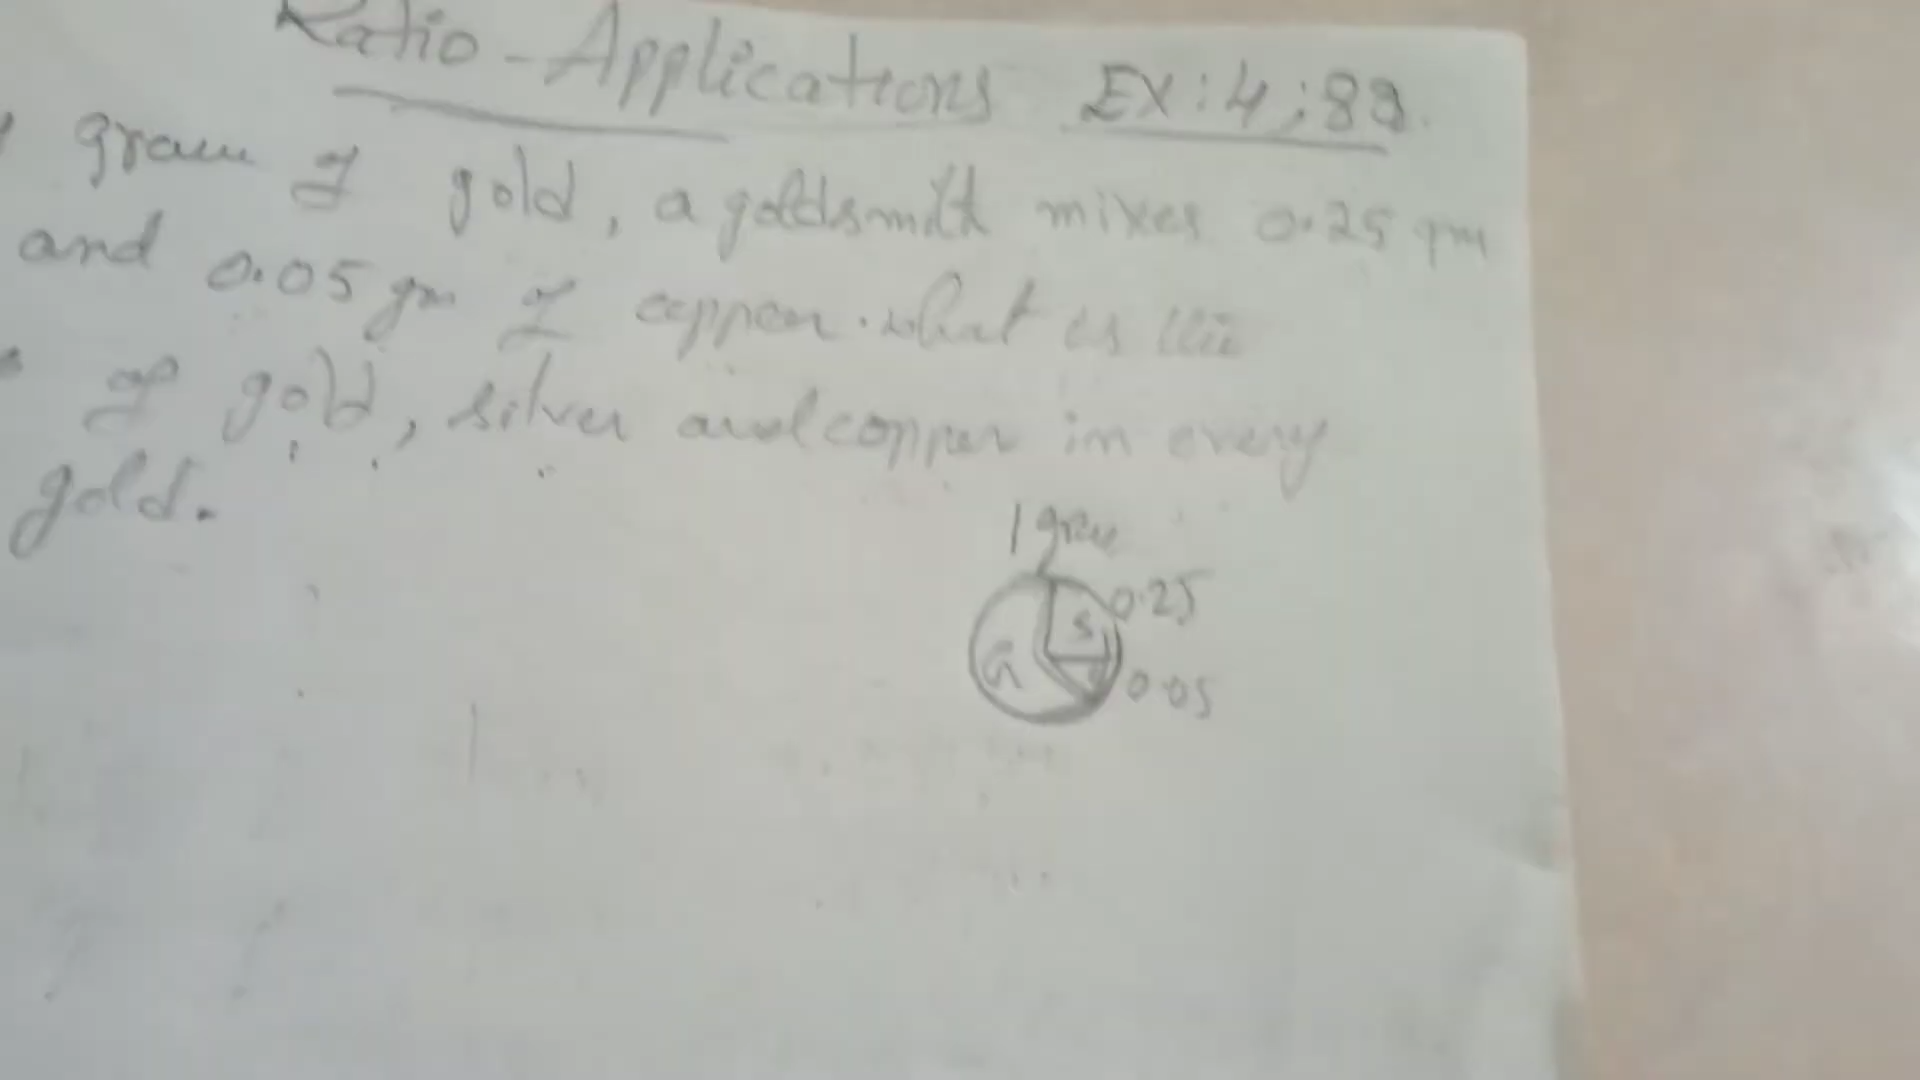 Ratio - Applications Ex: 4; 89.
gram of gold, a goldsmith mixes 0.25 gm
and 0.05 gm of copper. what is the
of gold, silver and copper in every
gold.
1 gram
0.25
S
G
0.05